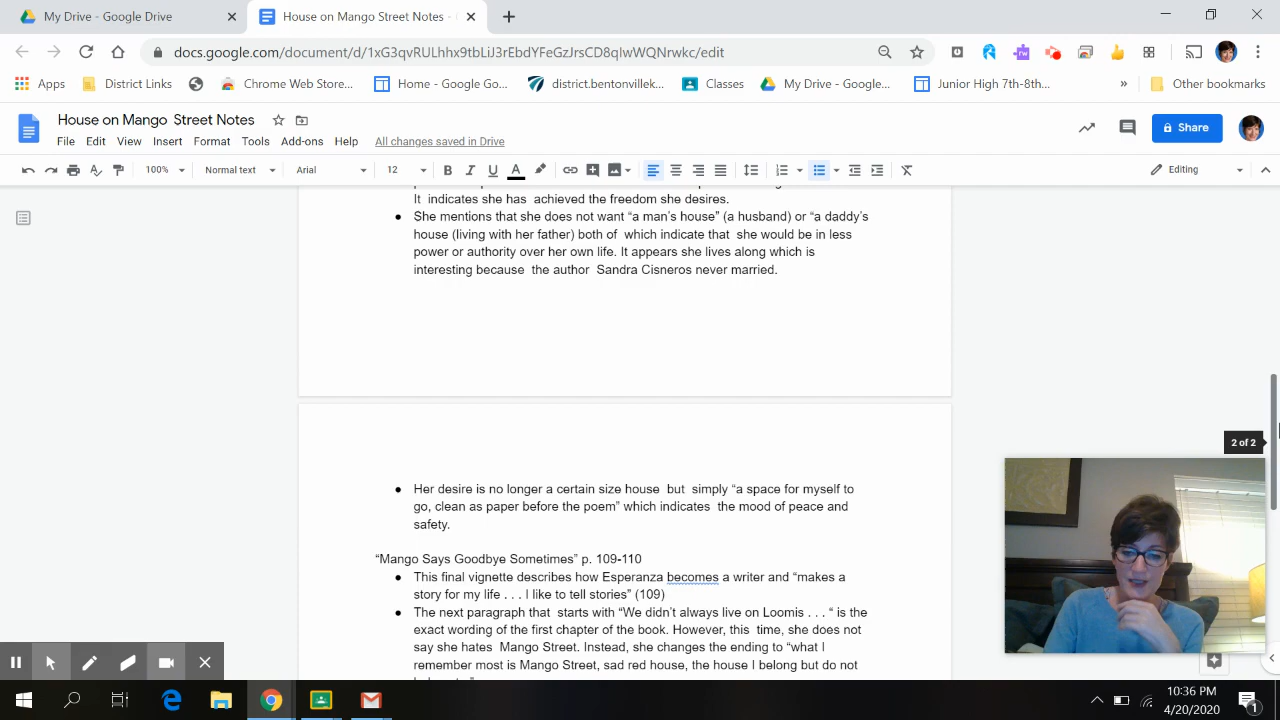 My Drive - Google Drive
House on Mango Street Notes -
docs.google.com/document/d/1xG3qvRULhhx9tbLiJ3rEbdYFeGzJrsCD8qlwWQNrwkc/edit
Apps District Links Chrome Web Store... Home - Google Go... district.bentonvillek... Classes My Drive - Google... Junior High 7th-8th... » Other bookmarks
House on Mango  Street Notes
Share
File Edit View Insert Format Tools Add-ons Help All changes saved in Drive
100% Normal text Arial 12 B I U A Editing
It  indicates she has  achieved the freedom she desires.
● She mentions that she does not want “a man’s house” (a husband) or “a daddy’s
house (living with her father) both of  which indicate that  she would be in less
power or authority over her own life. It appears she lives along which is
interesting because  the author  Sandra Cisneros never married.
2 of 2
● Her desire is no longer a certain size house  but  simply “a space for myself to
go, clean as paper before the poem” which indicates  the mood of peace and
safety.
“Mango Says Goodbye Sometimes” p. 109-110
● This final vignette describes how Esperanza becomes a writer and “makes a
story for my life . . . I like to tell stories” (109)
● The next paragraph that  starts with “We didn’t always live on Loomis . . . “ is the
exact wording of the first chapter of the book. However, this  time, she does not
say she hates  Mango Street. Instead, she changes the ending to “what I
remember most is Mango Street, sad red house, the house I belong but do not
10:36 PM
4/20/2020
1